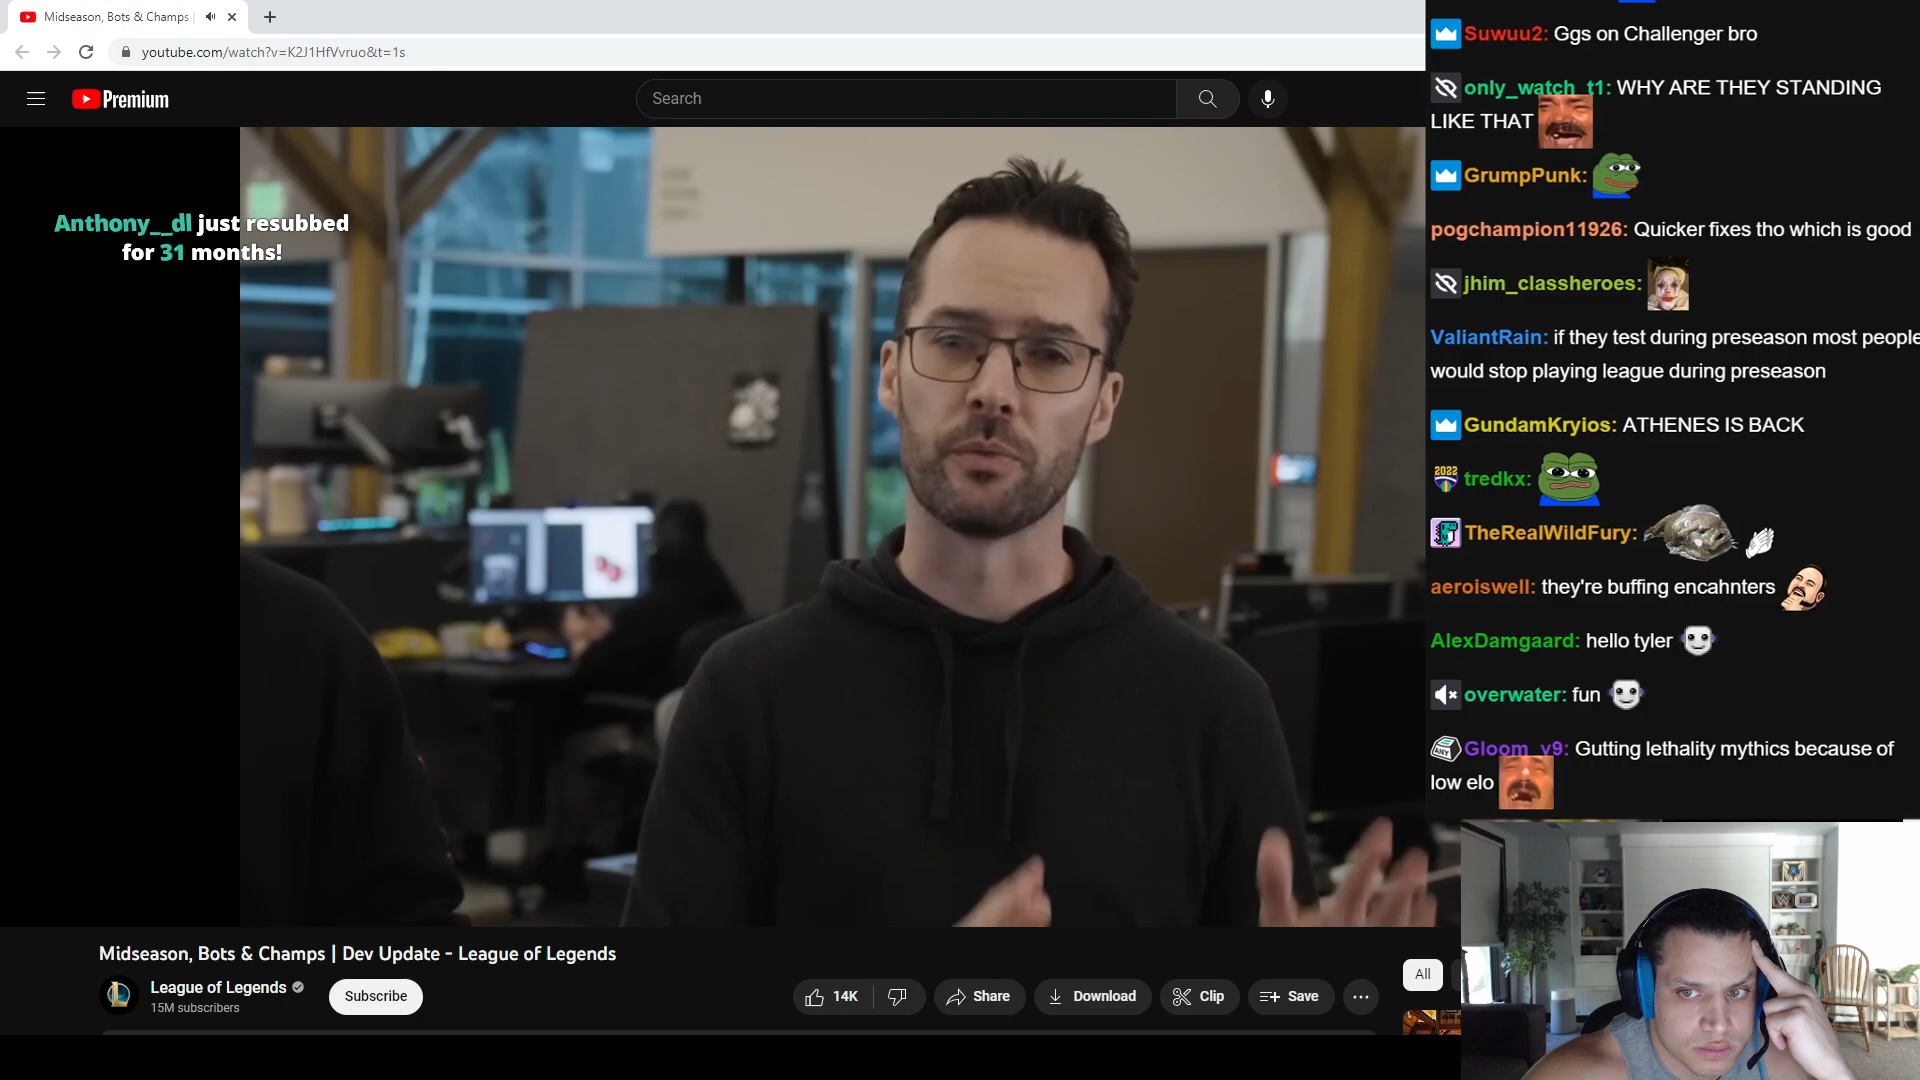 Midseason, Bots & Champs |
youtube.com/watch?v=K2J1HfVvruo&t=1s
Premium
Search
Anthony__dl just resubbed
for 31 months!
Suwuu2: Ggs on Challenger bro
only_watch_t1: WHY ARE THEY STANDING
LIKE THAT
GrumpPunk:
pogchampion11926: Quicker fixes tho which is good
jhim_classheroes:
ValiantRain: if they test during preseason most people
would stop playing league during preseason
GundamKryios: ATHENES IS BACK
2022
tredkx:
TheRealWildFury:
aeroiswell: they're buffing encahnters
AlexDamgaard: hello tyler
overwater: fun
ANY
Gloom_v9: Gutting lethality mythics because of
low elo
Midseason, Bots & Champs | Dev Update - League of Legends
League of Legends
15M subscribers
Subscribe
14K
Share
Download
Clip
Save
All